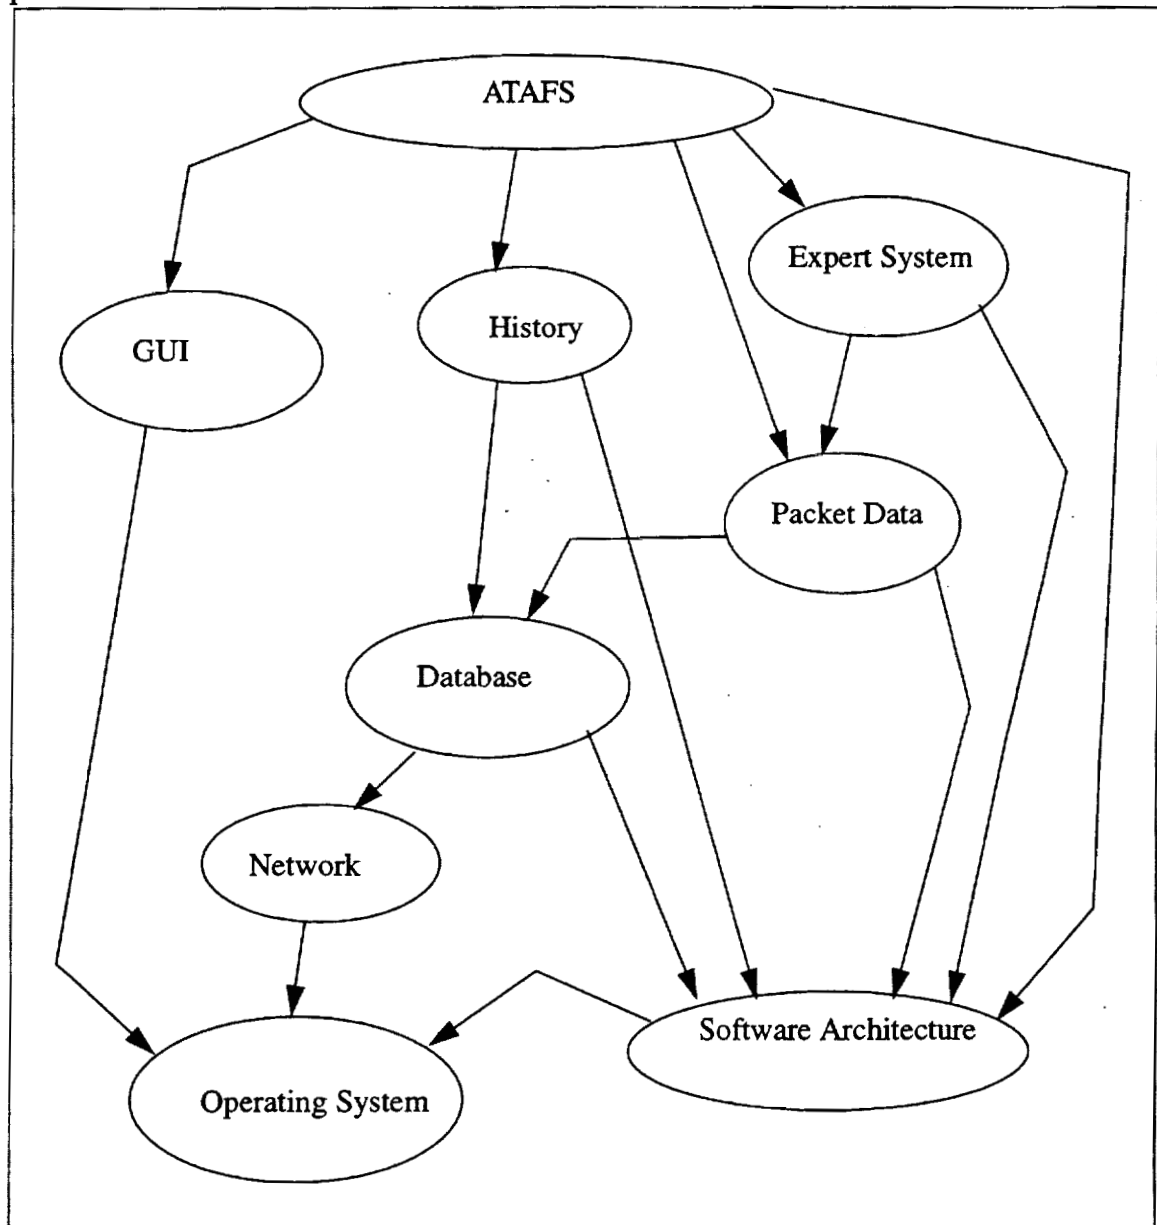 ATAFS
Expert System
History
GUI
Packet Data
Database
Network
Software Architecture
Operating System